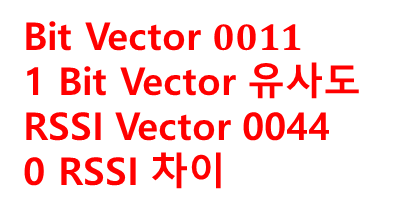 Bit Vector 0011
1 Bit Vector 유사도
RSSI Vector 0044
0 RSSI 차이